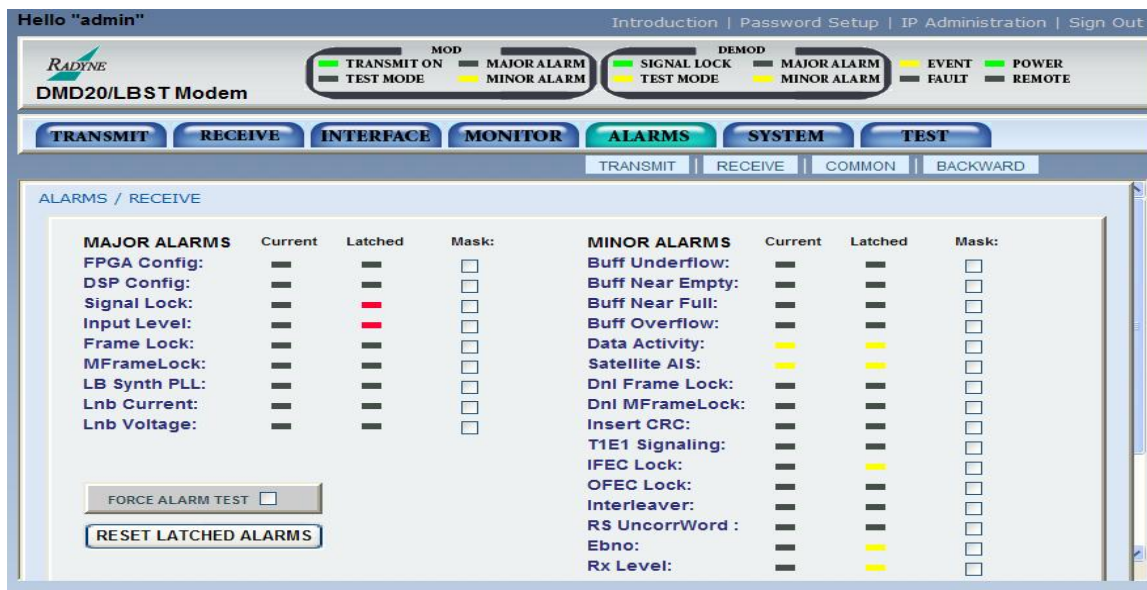 Hello "admin"
Introduction | Password Setup | IP Administration | Sign Out
RADYNE
DMD20/LBST Modem
MOD
TRANSMIT ON MAJOR ALARM
TEST MODE MINOR ALARM
DEMOD
SIGNAL LOCK MAJOR ALARM
TEST MODE MINOR ALARM
EVENT POWER
FAULT REMOTE
TRANSMIT RECEIVE INTERFACE MONITOR ALARMS SYSTEM TEST
TRANSMIT | RECEIVE | COMMON | BACKWARD
ALARMS / RECEIVE
MAJOR ALARMS Current Latched Mask:
FPGA Config:
DSP Config:
Signal Lock:
Input Level:
Frame Lock:
MFrameLock:
LB Synth PLL:
Lnb Current:
Lnb Voltage:
FORCE ALARM TEST
RESET LATCHED ALARMS
MINOR ALARMS Current Latched Mask:
Buff Underflow:
Buff Near Empty:
Buff Near Full:
Buff Overflow:
Data Activity:
Satellite AIS:
Dnl Frame Lock:
Dnl MFrameLock:
Insert CRC:
T1E1 Signaling:
IFEC Lock:
OFEC Lock:
Interleaver:
RS UncorrWord :
Ebno:
Rx Level: